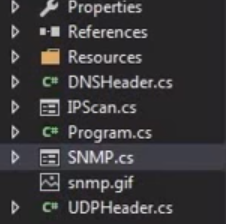 Properties
References
Resources
C# DNSHeader.cs
IPScan.cs
C# Program.cs
SNMP.cs
snmp.gif
C# UDPHeader.cs